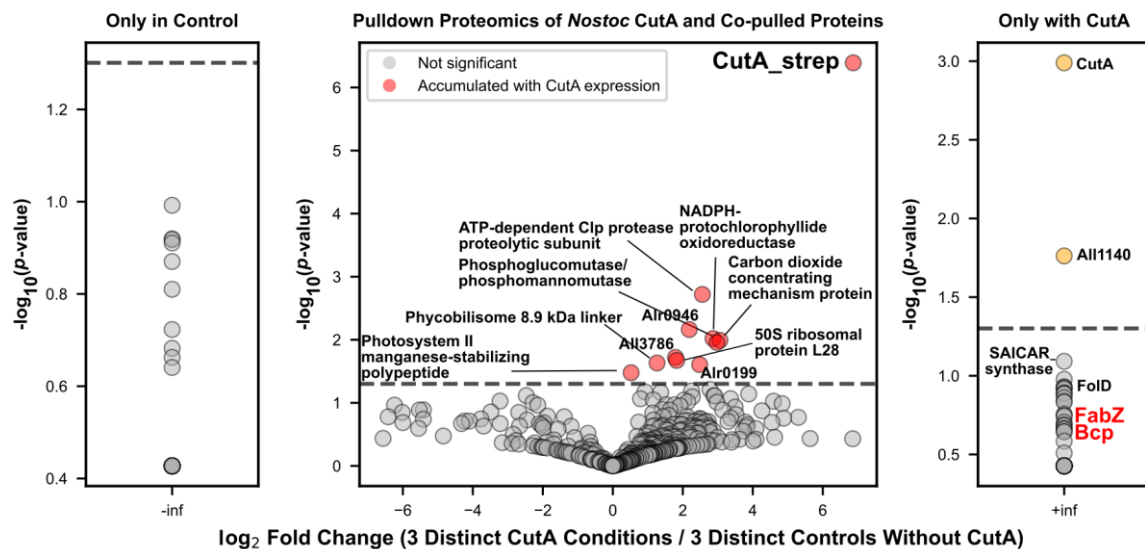 Only in Control
Pulldown Proteomics of Nostoc CutA and Co-pulled Proteins
Only with CutA
-log10(p-value)
1.2
1.0
0.8
0.6
0.4
-inf
-log10(p-value)
6
5
4
3
2
1
0
−6
−4
−2
0
2
4
6
Not significant
Accumulated with CutA expression
CutA_strep
ATP-dependent Clp protease
proteolytic subunit
NADPH-
protochlorophyllide
oxidoreductase
Phosphoglucomutase/
phosphomannomutase
Carbon dioxide
concentrating
mechanism protein
Alr0946
Phycobilisome 8.9 kDa linker
All3786
50S ribosomal
protein L28
Photosystem II
manganese-stabilizing
polypeptide
Alr0199
-log10(p-value)
3.0
2.5
2.0
1.5
1.0
0.5
+inf
CutA
All1140
SAICAR-
synthase
FolD
FabZ
Bcp
log2 Fold Change (3 Distinct CutA Conditions / 3 Distinct Controls Without CutA)